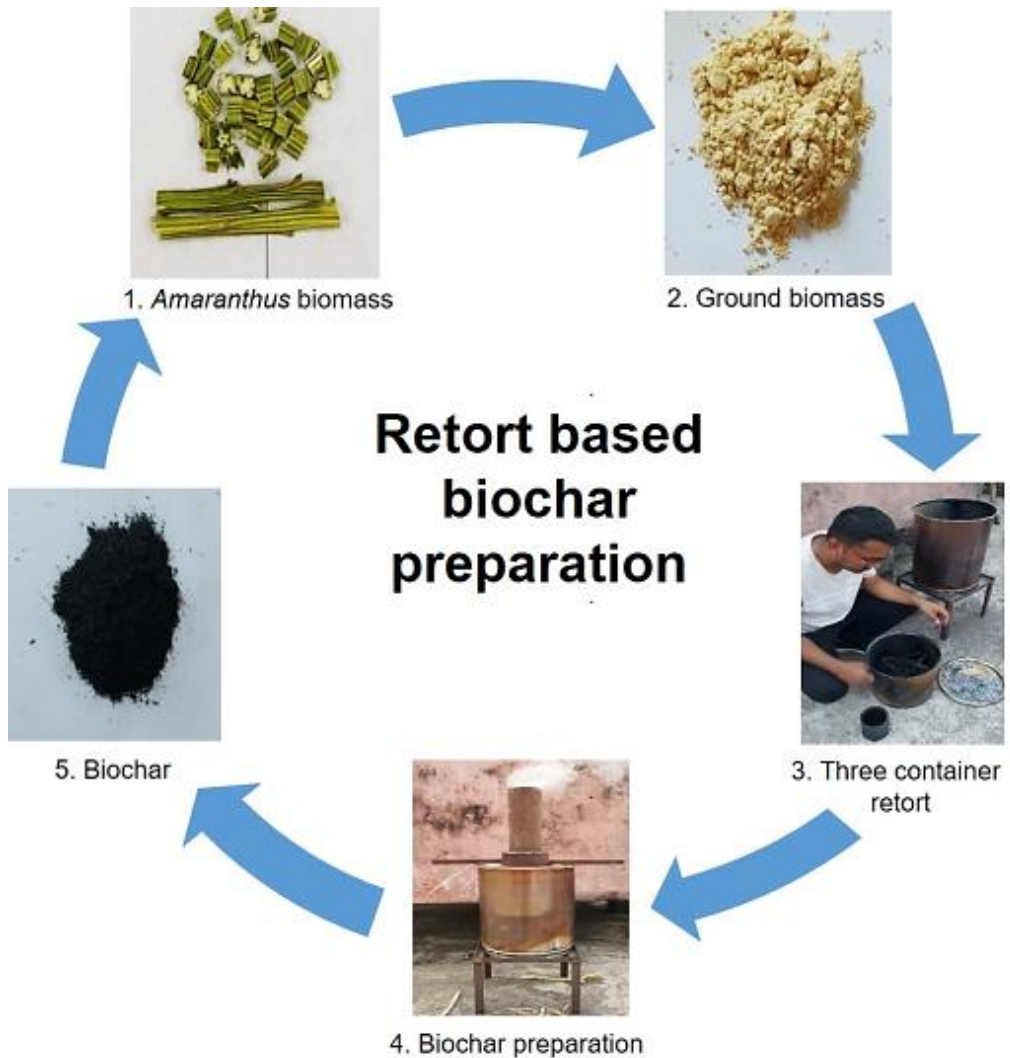 1. Amaranthus biomass
2. Ground biomass
Retort based
biochar
preparation
3. Three container
retort
4. Biochar preparation
5. Biochar